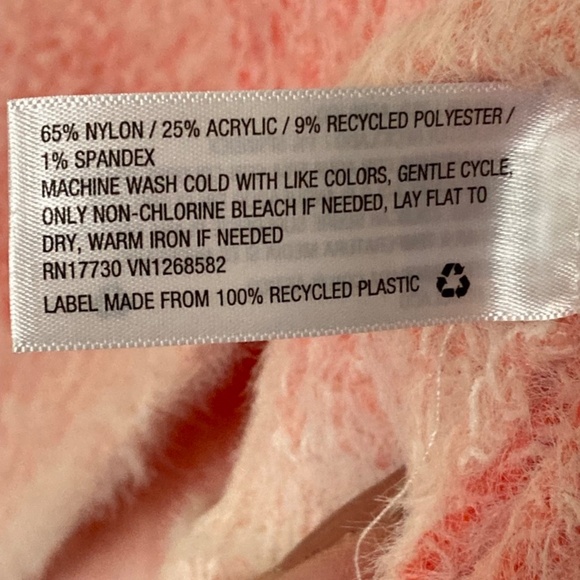 65% NYLON / 25% ACRYLIC / 9% RECYCLED POLYESTER /
1% SPANDEX
MACHINE WASH COLD WITH LIKE COLORS, GENTLE CYCLE,
ONLY NON-CHLORINE BLEACH IF NEEDED, LAY FLAT TO
DRY, WARM IRON IF NEEDED
RN17730 VN1268582
LABEL MADE FROM 100% RECYCLED PLASTIC